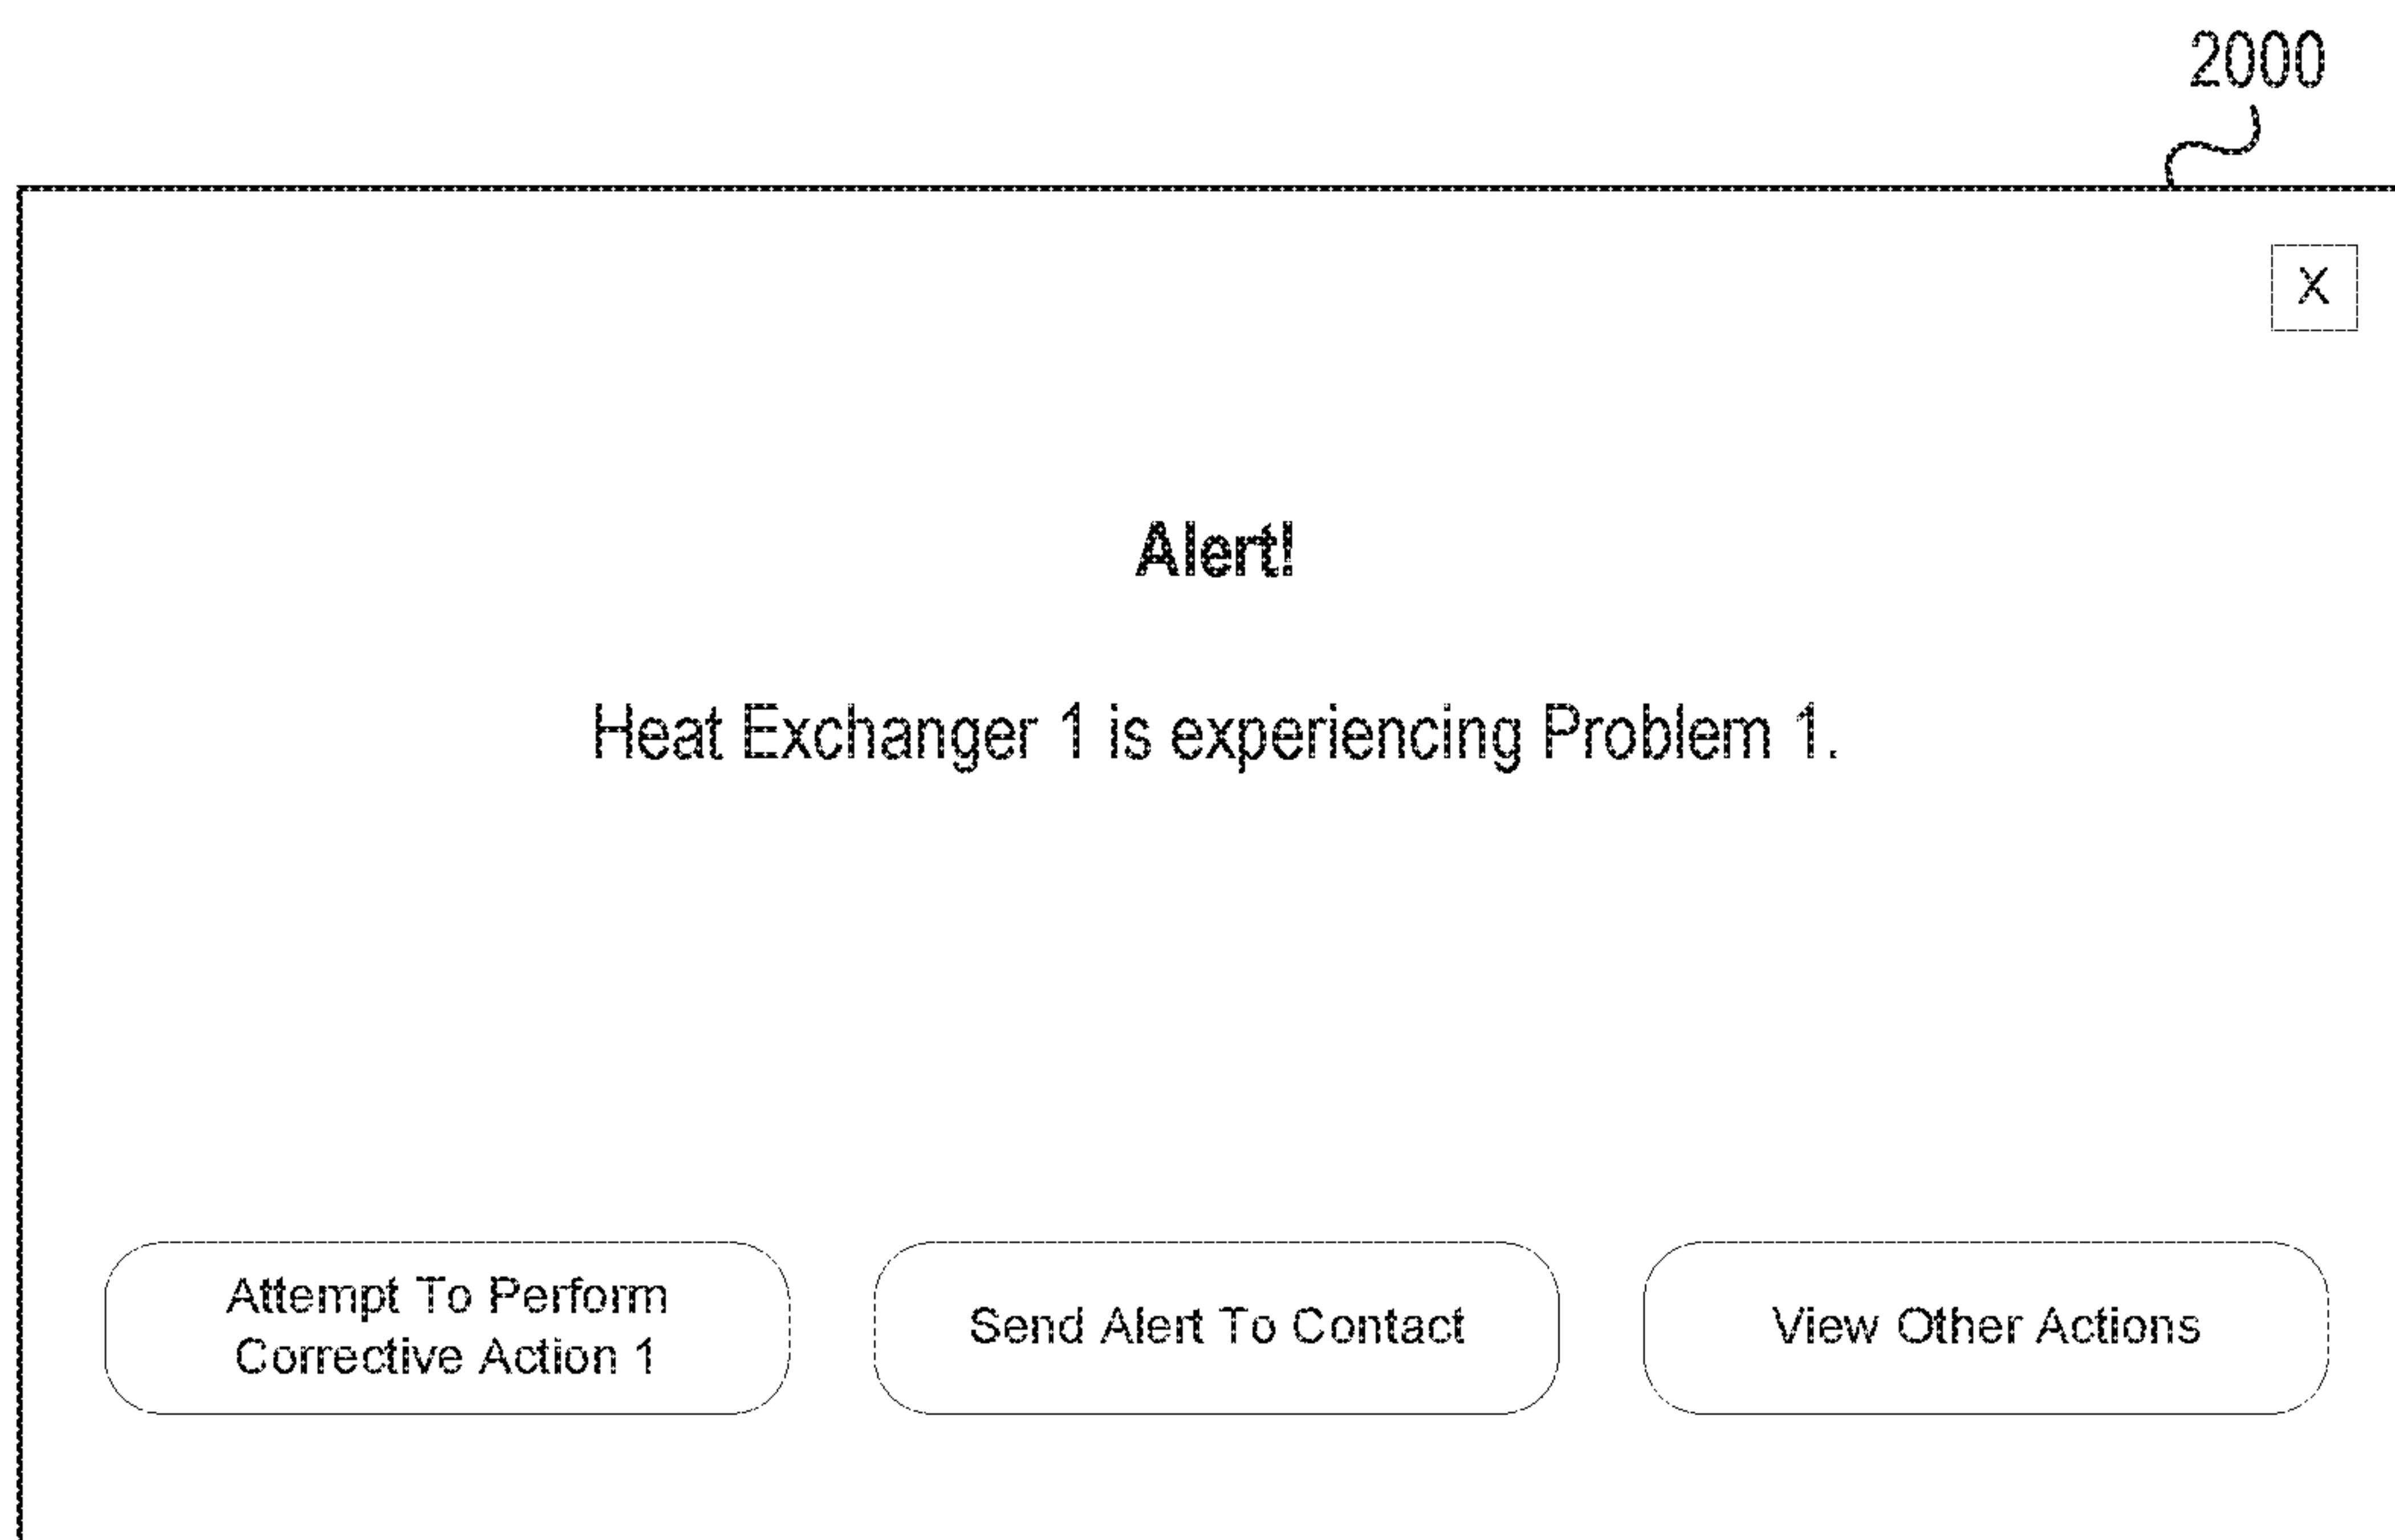 2000
X
Alert!
Heat Exchanger 1 is experiencing Problem 1.
Attempt To Perform
Corrective Action 1
Send Alert To Contact
View Other Actions